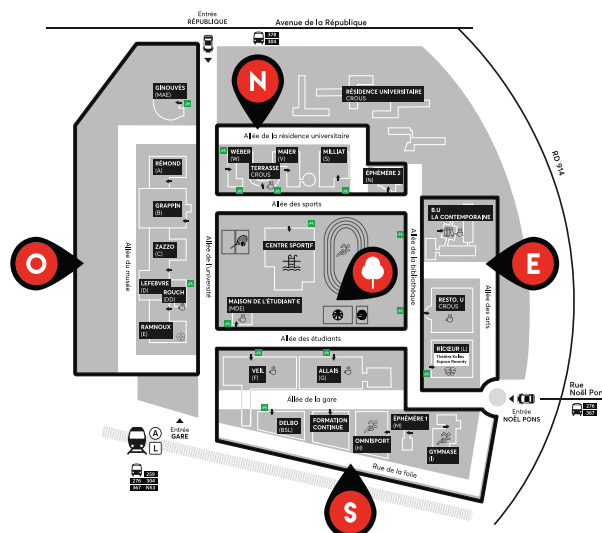 Entrée
RÉPUBLIQUE
Avenue de la République
378
304
GINOUVÈS
(MAE)
N
RÉSIDENCE UNIVERSITAIRE
CROUS
Allée de la résidence universitaire
WEBER
(W)
MAIER
(V)
MILLIAT
(S)
TERRASSE
CROUS
ÉPHÉMÈRE 2
(N)
RÉMOND
(A)
GRAPPIN
(B)
ZAZZO
(C)
LEFEBVRE
(D)
ROUCH
(DD)
RAMNOUX
(E)
Allée du musée
Allée de l'université
O
Allée des sports
CENTRE SPORTIF
MAISON DE L'ÉTUDIANT·E
(MDE)
Allée de la bibliothèque
B.U
LA CONTEMPORAINE
E
RESTO. U
CROUS
Allée des arts
RICŒUR (L)
Théâtre Koltès
Espace Reverdy
RD 914
Allée des étudiants
VEIL
(F)
ALLAIS
(G)
Allée de la gare
DELBO
(BSL)
FORMATION
CONTINUE
OMNISPORT
(H)
ÉPHÉMÈRE 1
(M)
GYMNASE
(I)
Rue de la folie
S
Rue
Noël Pon
276
367
Entrée
NOËL PONS
Entrée
GARE
A
L
259
276 304
367 N53